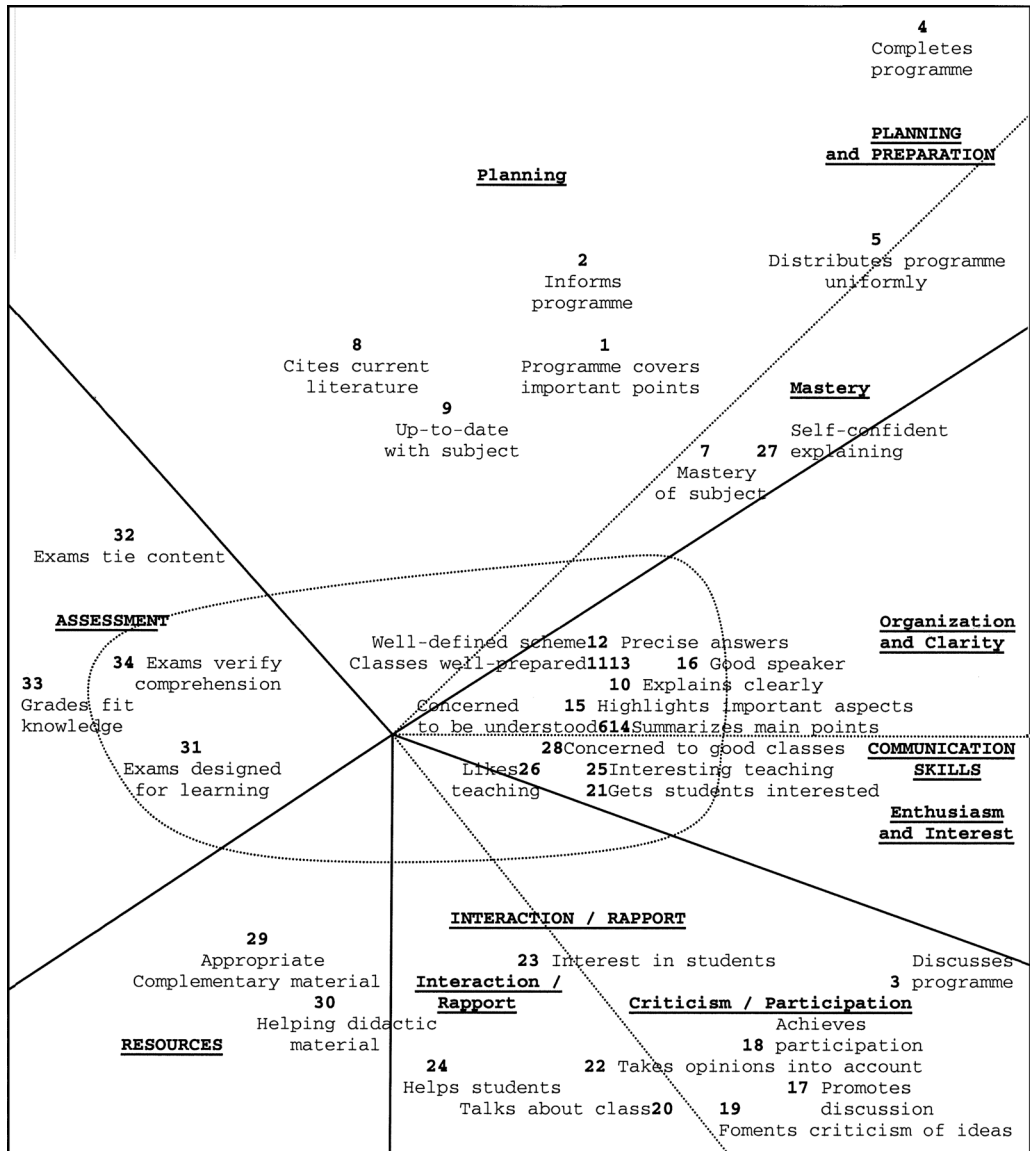 4
Completes
programme
PLANNING
and PREPARATION
Planning
5
Distributes programme
uniformly
2
Informs
programme
8
Cites current
literature
1
Programme covers
important points
Mastery
9
Up-to-date
with subject
Self-confident
27 explaining
7
Mastery
of subject
32
Exams tie content
ASSESSMENT
Organization
and Clarity
Well-defined scheme12 Precise answers
Classes well-prepared1113 16 Good speaker
34 Exams verify
comprehension
10 Explains clearly
33
Grades fit
knowledge
Concerned 15 Highlights important aspects
to be understood614Summarizes main points
31
Exams designed
for learning
28Concerned to good classes
COMMUNICATION
SKILLS
Likes26 25Interesting teaching
teaching 21Gets students interested
Enthusiasm
and Interest
INTERACTION / RAPPORT
29
Appropriate
Complementary material
23 Interest in students
Discusses
3 programme
Interaction /
Rapport
Criticism / Participation
30
Helping didactic
material
RESOURCES
Achieves
18 participation
24
Helps students
22 Takes opinions into account
17 Promotes
discussion
Talks about class20
19
Foments criticism of ideas